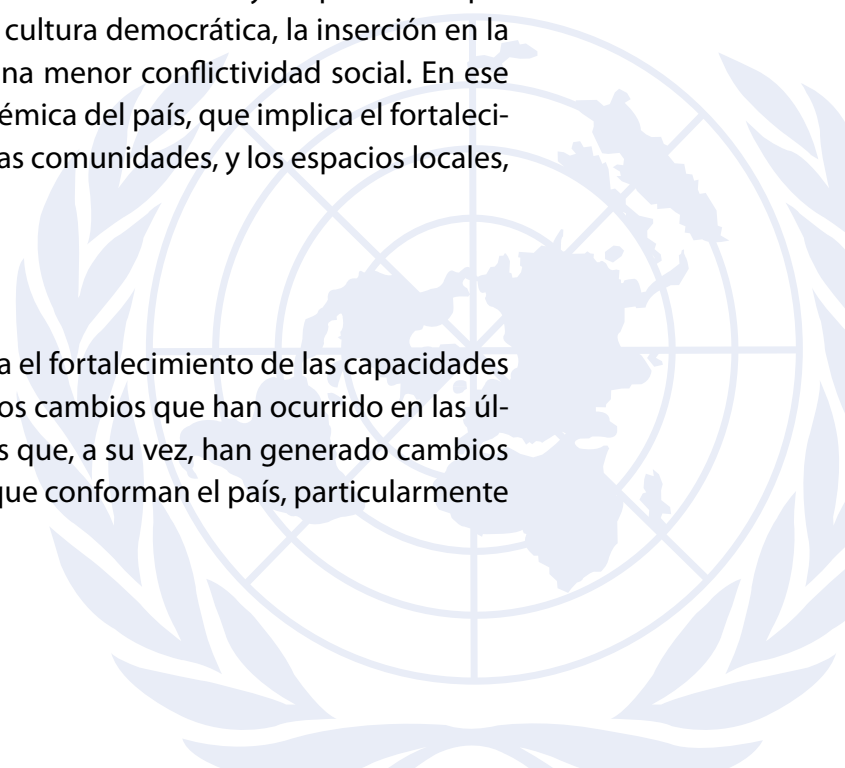 cultura democrática, la inserción en la
na menor conflictividad social. En ese
émica del país, que implica el fortaleci-
as comunidades, y los espacios locales,
a el fortalecimiento de las capacidades
os cambios que han ocurrido en las úl-
s que, a su vez, han generado cambios
que conforman el país, particularmente